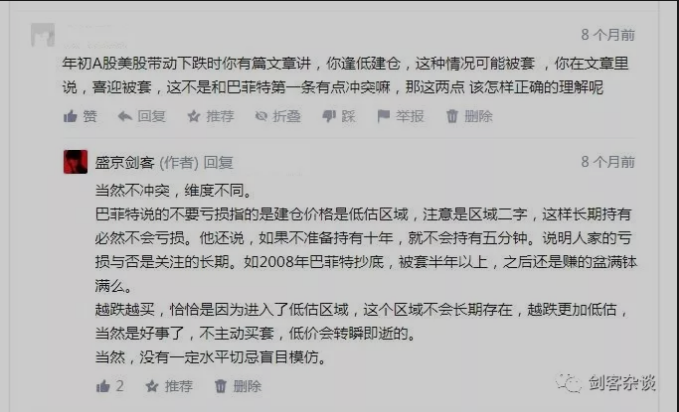 8 个月前
年初A股美股带动下跌时你有篇文章讲，你逢低建仓，这种情况可能被套 ，你在文章里
说，喜迎被套，这不是和巴菲特第一条有点冲突嘛，那这两点 该怎样正确的理解呢
赞 回复 推荐 折叠 踩 举报 删除
盛京剑客 (作者) 回复
8 个月前
当然不冲突，维度不同。
巴菲特说的不要亏损指的是建仓价格是低估区域，注意是区域二字，这样长期持有
必然不会亏损。他还说，如果不准备持有十年，就不会持有五分钟。说明人家的亏
损与否是关注的长期。如2008年巴菲特抄底，被套半年以上，之后还是赚的盆满钵
满么。
越跌越买，恰恰是因为进入了低估区域，这个区域不会长期存在，越跌更加低估，
当然是好事了，不主动买套，低价会转瞬即逝的。
当然，没有一定水平切忌盲目模仿。
2 推荐 删除
剑客杂谈